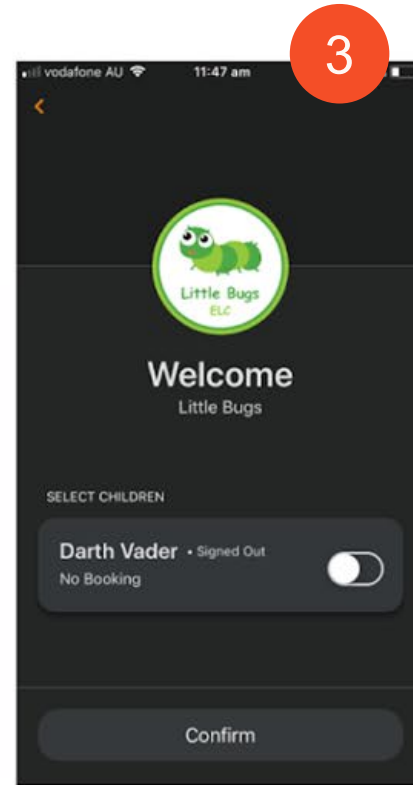 3
vodafone AU 11:47 am
Little Bugs
ELC
Welcome
Little Bugs
SELECT CHILDREN
Darth Vader • Signed Out
No Booking
Confirm